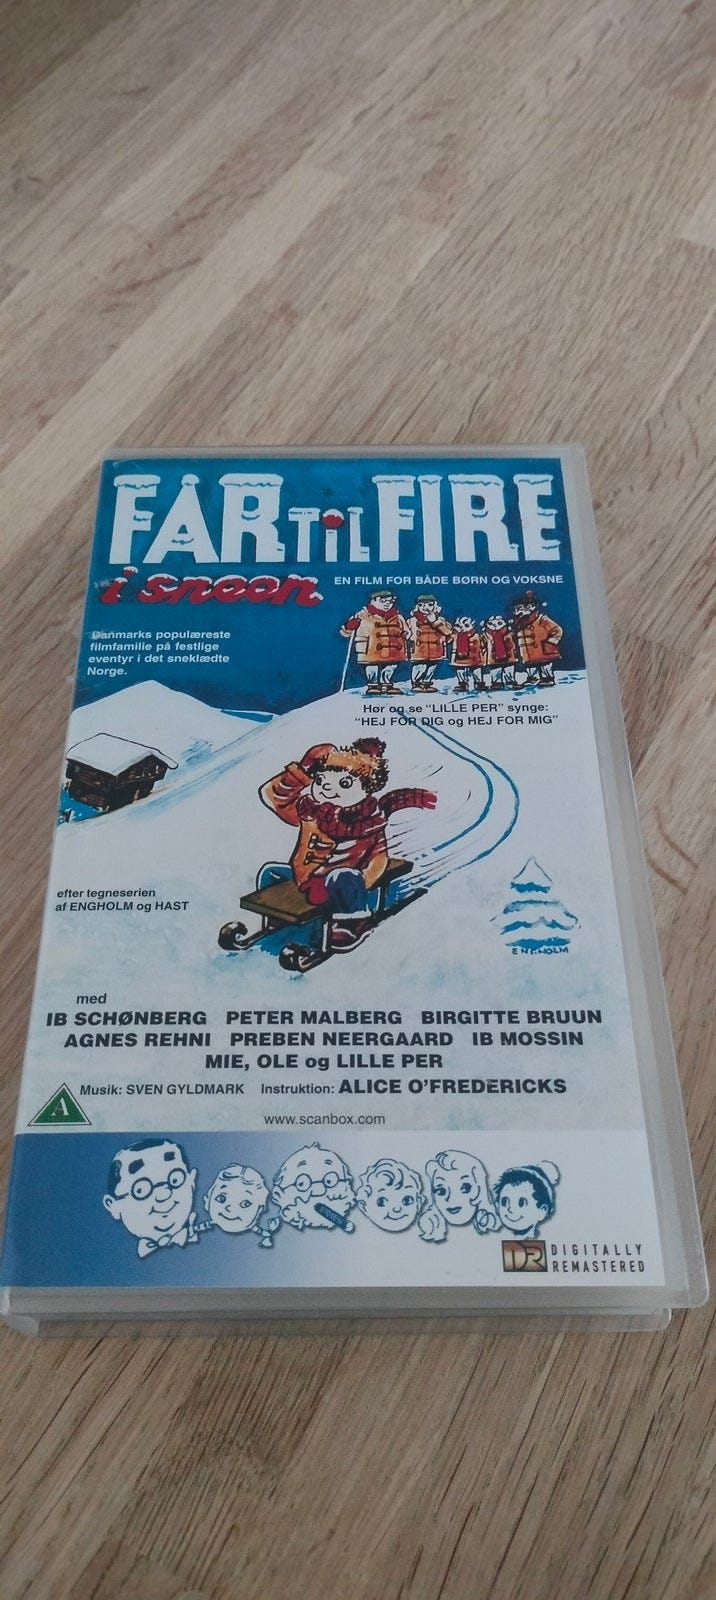 FAR TIL FIRE
i sneen
EN FILM FOR BÅDE BØRN OG VOKSNE
Danmarks populæreste
filmfamilie på festlige
eventyr i det sneklædte
Norge.
Hør og se "LILLE PER" synge:
"HEJ FOR DIG og HEJ FOR MIG"
efter tegneserien
af ENGHOLM og HAST
ENGHOLM
med
IB SCHØNBERG PETER MALBERG BIRGITTE BRUUN
AGNES REHNI PREBEN NEERGAARD IB MOSSIN
MIE, OLE og LILLE PER
Musik: SVEN GYLDMARK Instruktion: ALICE O'FREDERICKS
A
www.scanbox.com
DR DIGITALLY
REMASTERED